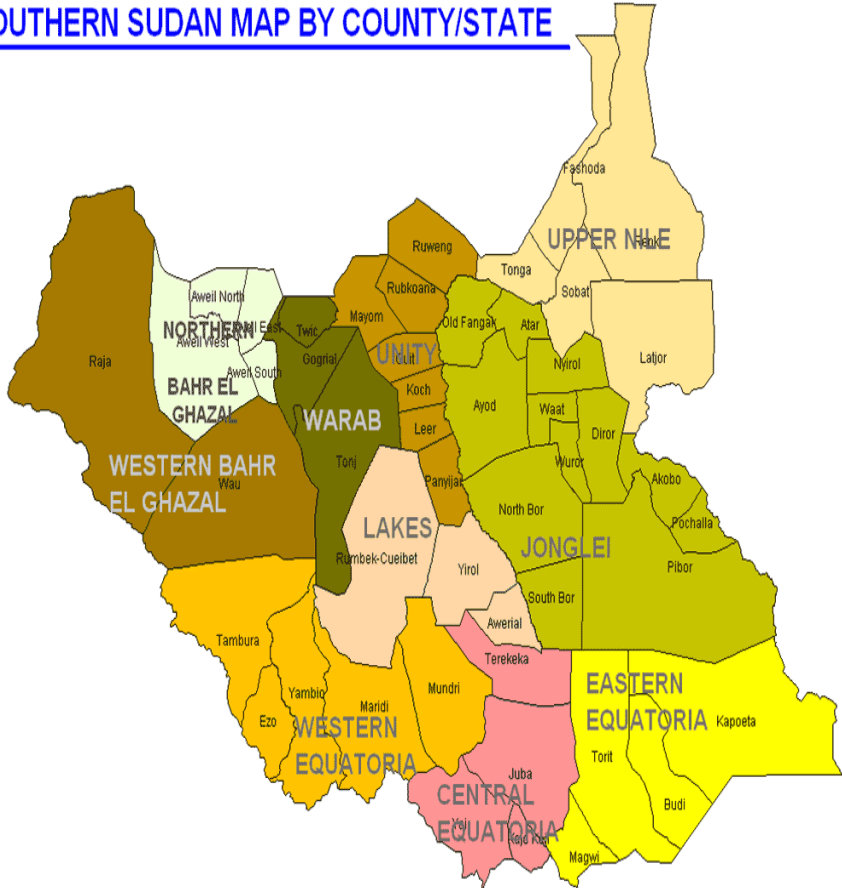 OUTHERN SUDAN MAP BY COUNTY/STATE
Fashoda
UPPER NILE
Renk
Ruweng
Tonga
Rubkoana
Sobat
Aweil North
Mayom
Old Fangak
Atar
NORTHERN
Aweil East
Twic
Aweil West
UNITY
Guit
Nyirol
Latjor
Raja
Gogrial
Aweil South
BAHR EL
GHAZAL
Koch
Ayod
Waat
WARAB
Leer
Diror
WESTERN BAHR
EL GHAZAL
Wau
Tonj
Wuror
Panyijar
Akobo
North Bor
Pochalla
LAKES
JONGLEI
Rumbek-Cueibet
Yirol
Pibor
South Bor
Awerial
Tambura
Terekeka
Yambio
Mundri
EASTERN
EQUATORIA
Maridi
Ezo
WESTERN
EQUATORIA
Kapoeta
Torit
Juba
CENTRAL
EQUATORIA
Budi
Yei
Kajo Keji
Magwi